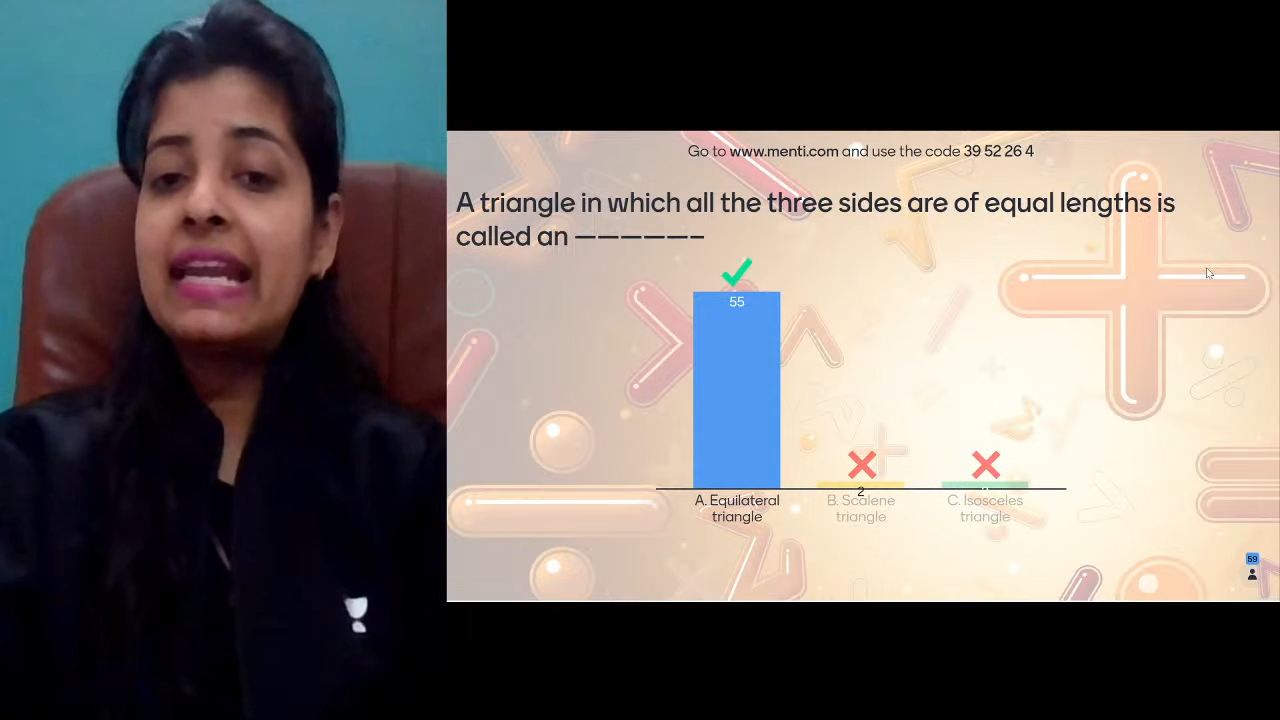 Go to www.menti.com and use the code 39 52 26 4
A triangle in which all the three sides are of equal lengths is
called an ——————–
55
2
A. Equilateral
triangle
B. Scalene
triangle
C. Isosceles
triangle
59